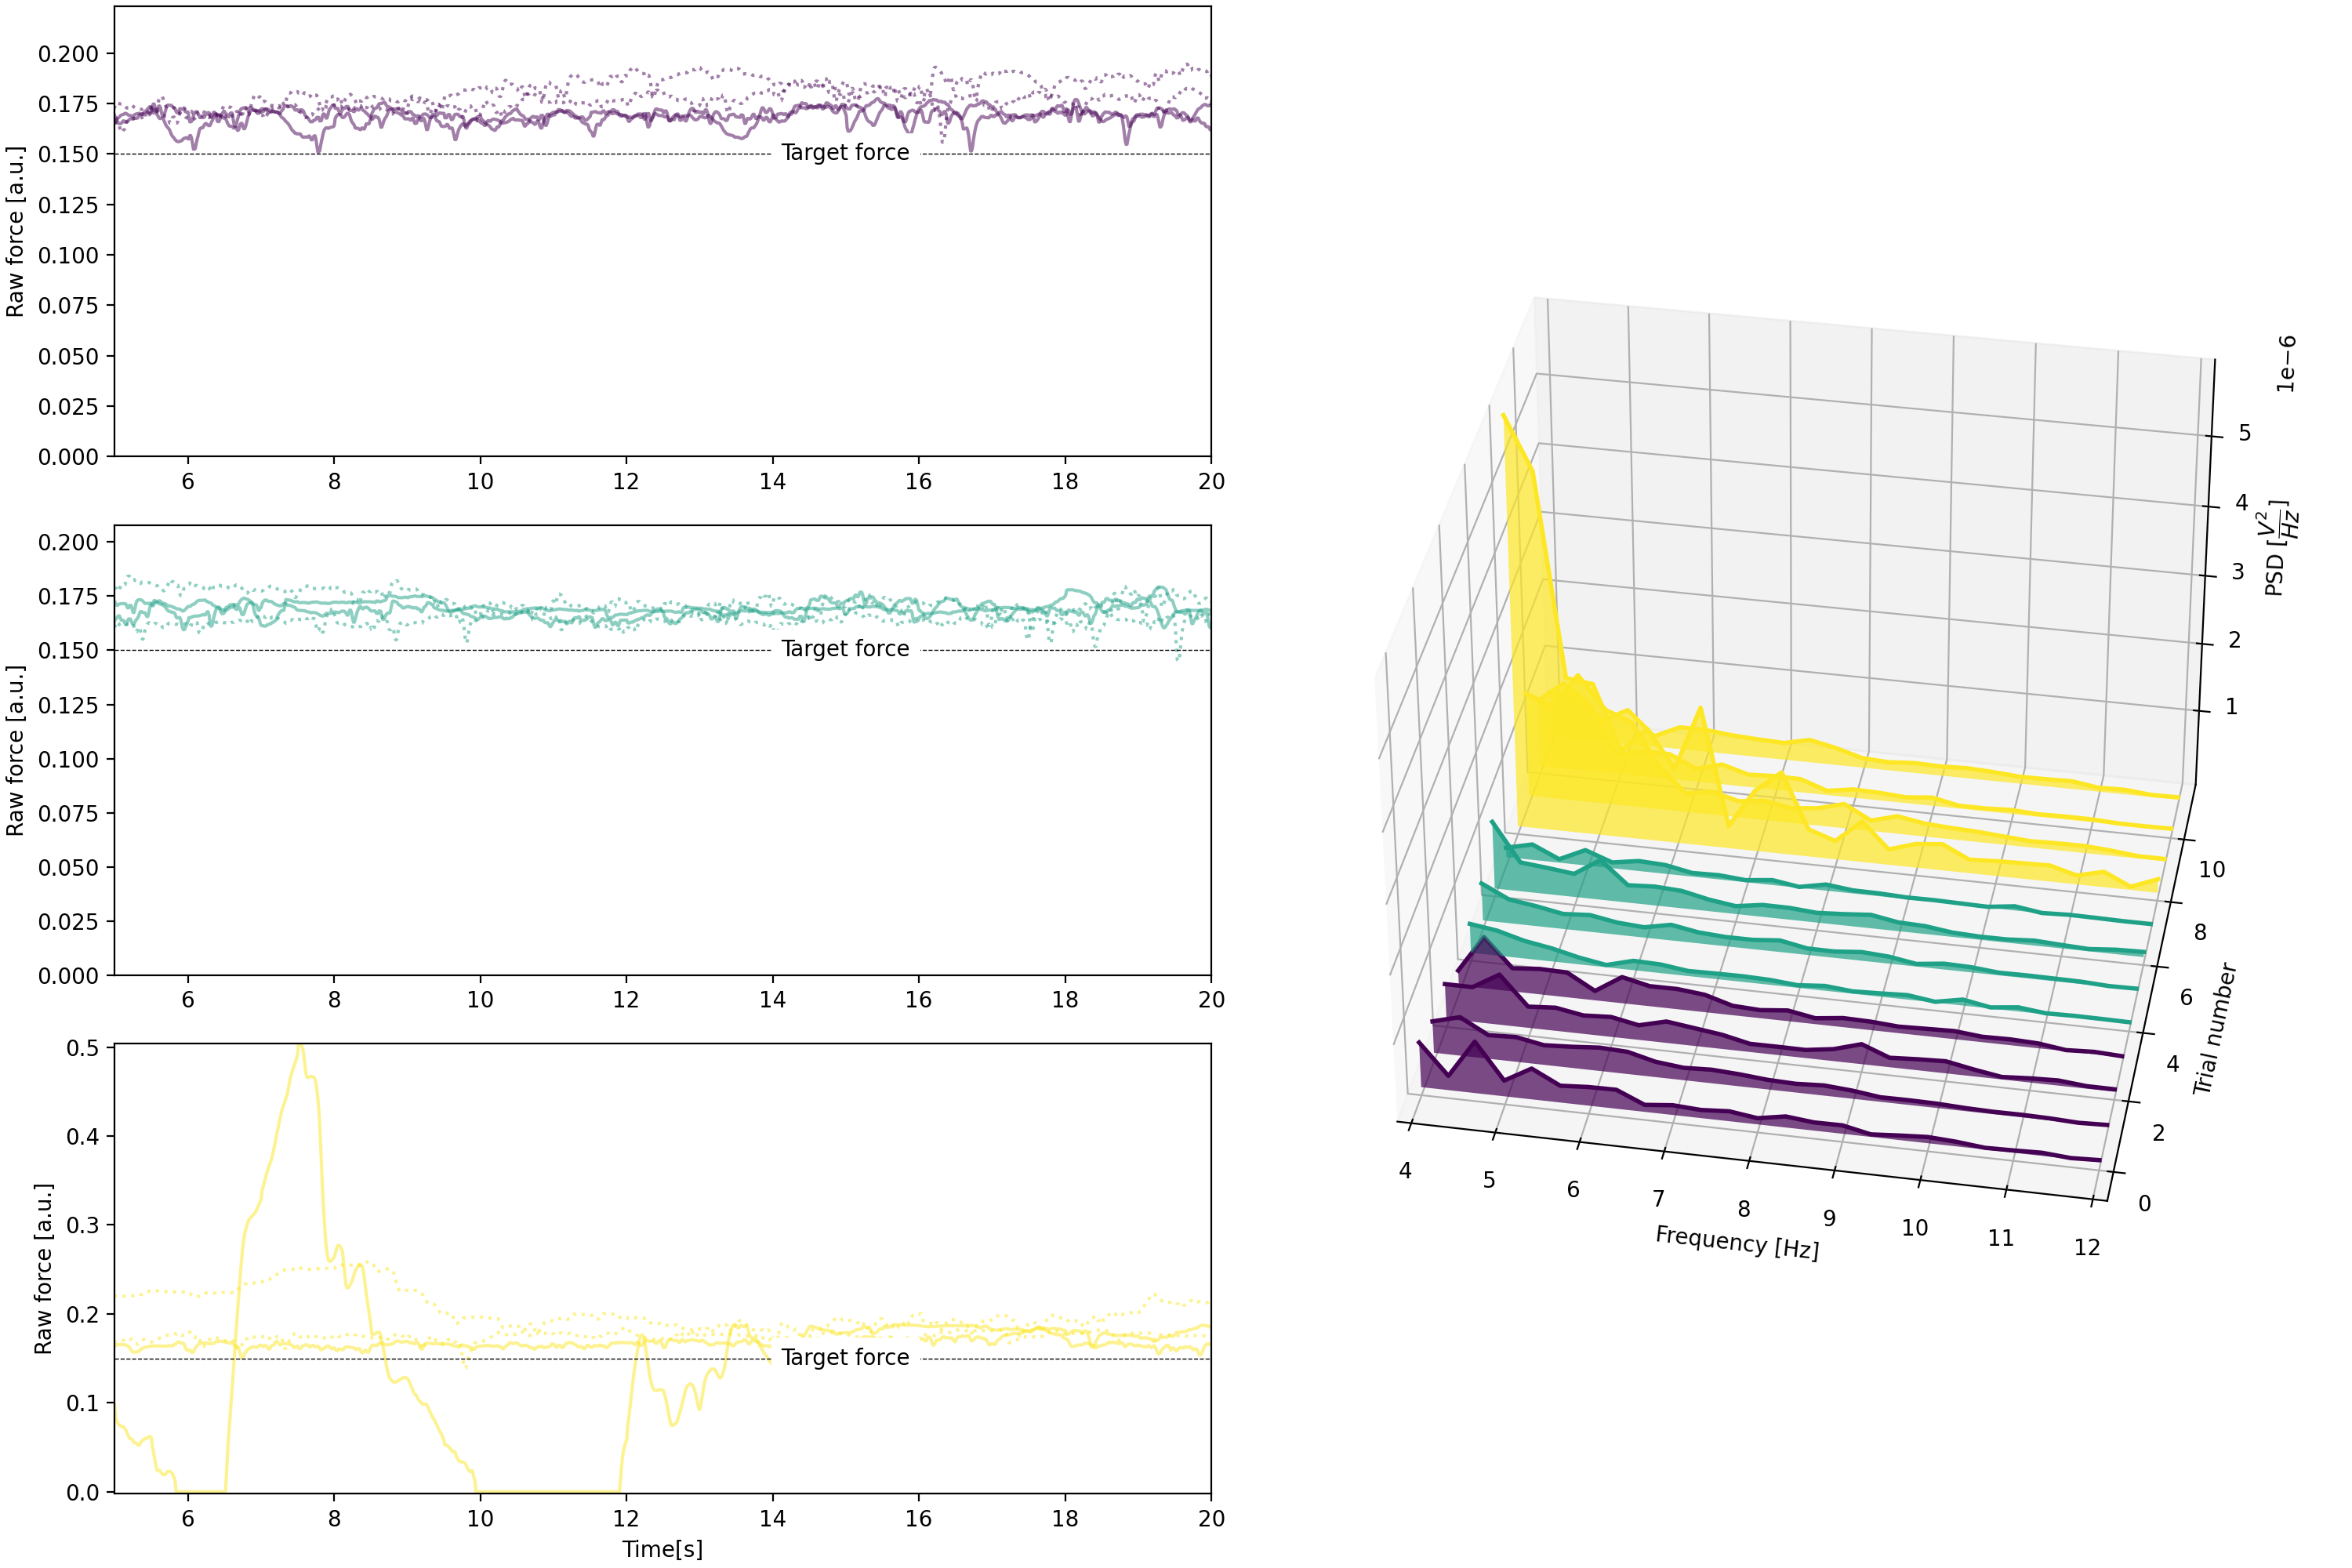 Raw force [a.u.]
0.200
0.175
0.150
0.125
0.100
0.075
0.050
0.025
0.000
Target force
6 8 10 12 14 16 18 20
Raw force [a.u.]
0.200
0.175
0.150
0.125
0.100
0.075
0.050
0.025
0.000
Target force
6 8 10 12 14 16 18 20
Raw force [a.u.]
0.5
0.4
0.3
0.2
0.1
0.0
Target force
6 8 10 12 14 16 18 20
Time[s]
1e−6
5
4
3
2
1
PSD [V²/Hz]
10
8
6
4
2
0
Trial number
4 5 6 7 8 9 10 11 12
Frequency [Hz]